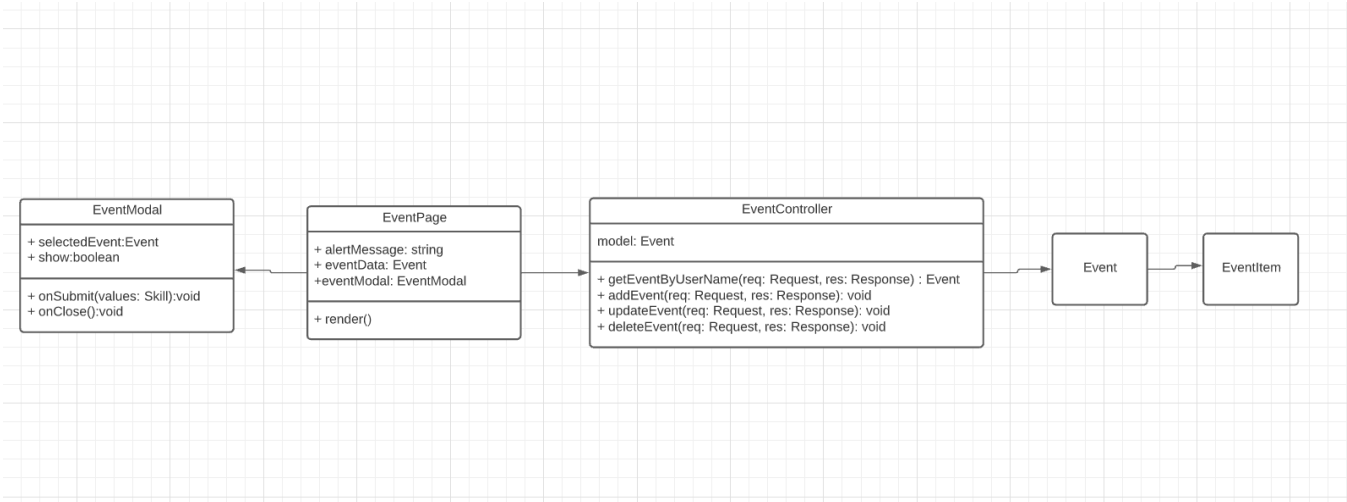 EventModal
+ selectedEvent:Event
+ show:boolean
+ onSubmit(values: Skill):void
+ onClose():void
EventPage
+ alertMessage: string
+ eventData: Event
+eventModal: EventModal
+ render()
EventController
model: Event
+ getEventByUserName(req: Request, res: Response) : Event
+ addEvent(req: Request, res: Response): void
+ updateEvent(req: Request, res: Response): void
+ deleteEvent(req: Request, res: Response): void
Event
EventItem